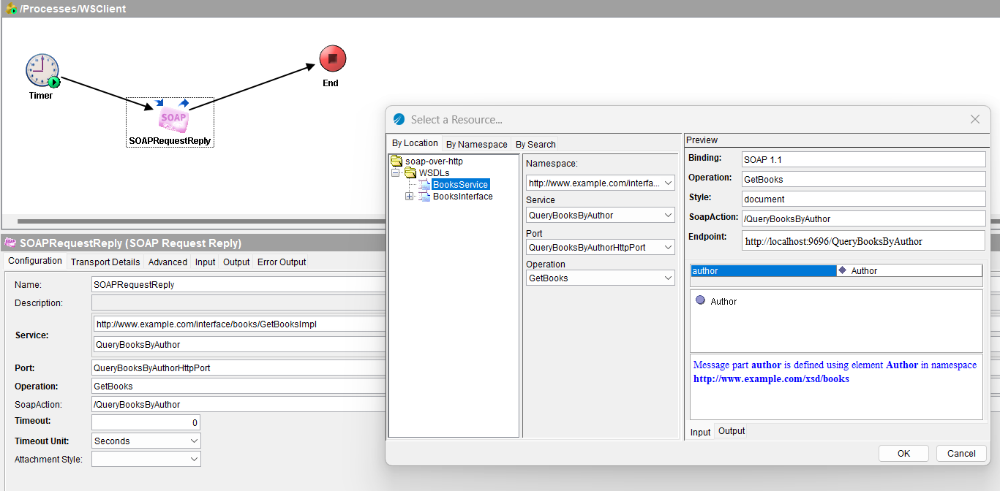 /Processes/WSClient
Timer
SOAP
SOAPRequestReply
End
SOAPRequestReply (SOAP Request Reply)
Configuration Transport Details Advanced Input Output Error Output
Name: SOAPRequestReply
Description:
Service: http://www.example.com/interface/books/GetBooksImpl
QueryBooksByAuthor
Port: QueryBooksByAuthorHttpPort
Operation: GetBooks
SoapAction: /QueryBooksByAuthor
Timeout: 0
Timeout Unit: Seconds
Attachment Style:
Select a Resource...
By Location By Namespace By Search
soap-over-http
WSDLs
BooksService
BooksInterface
Namespace:
http://www.example.com/interfa...
Service
QueryBooksByAuthor
Port
QueryBooksByAuthorHttpPort
Operation
GetBooks
Preview
Binding: SOAP 1.1
Operation: GetBooks
Style: document
SoapAction: /QueryBooksByAuthor
Endpoint: http://localhost:9696/QueryBooksByAuthor
author Author
Author
Message part author is defined using element Author in namespace
http://www.example.com/xsd/books
Input Output
OK Cancel